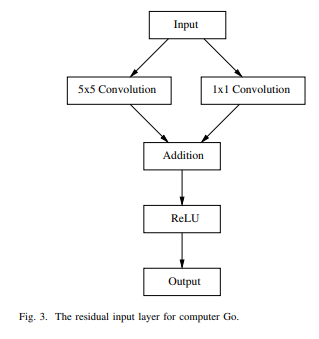 Input
5x5 Convolution
1x1 Convolution
Addition
ReLU
Output
Fig. 3. The residual input layer for computer Go.